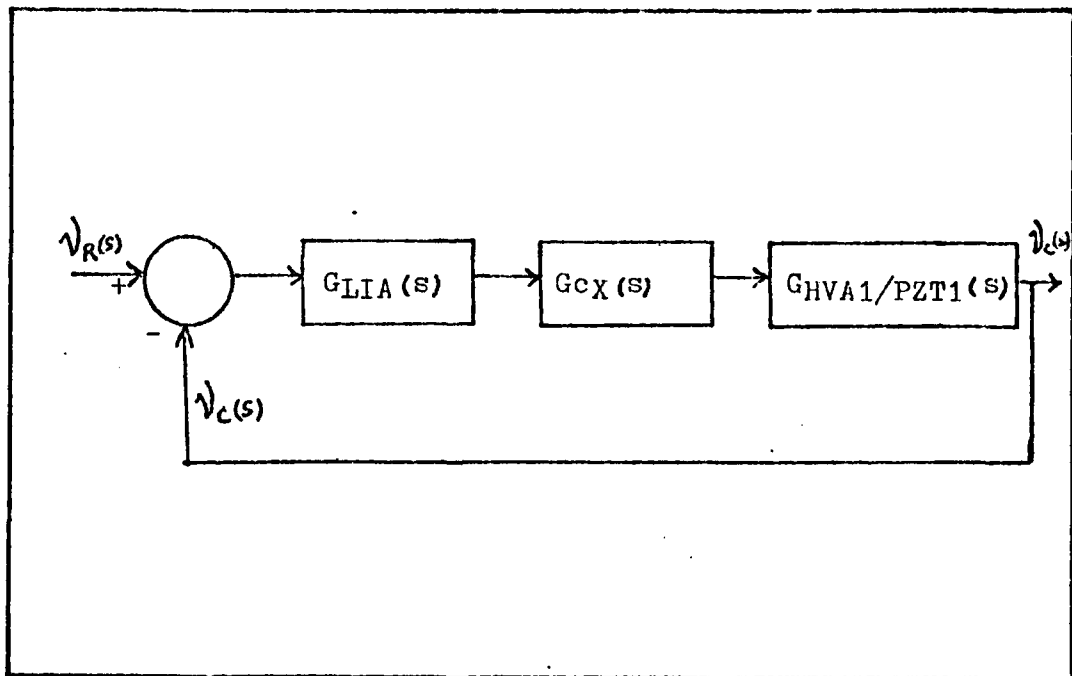 ν_R(s)
+
-
G_LIA(s)
Gc_X(s)
G_HVA1/PZT1(s)
ν_c(s)
ν_c(s)